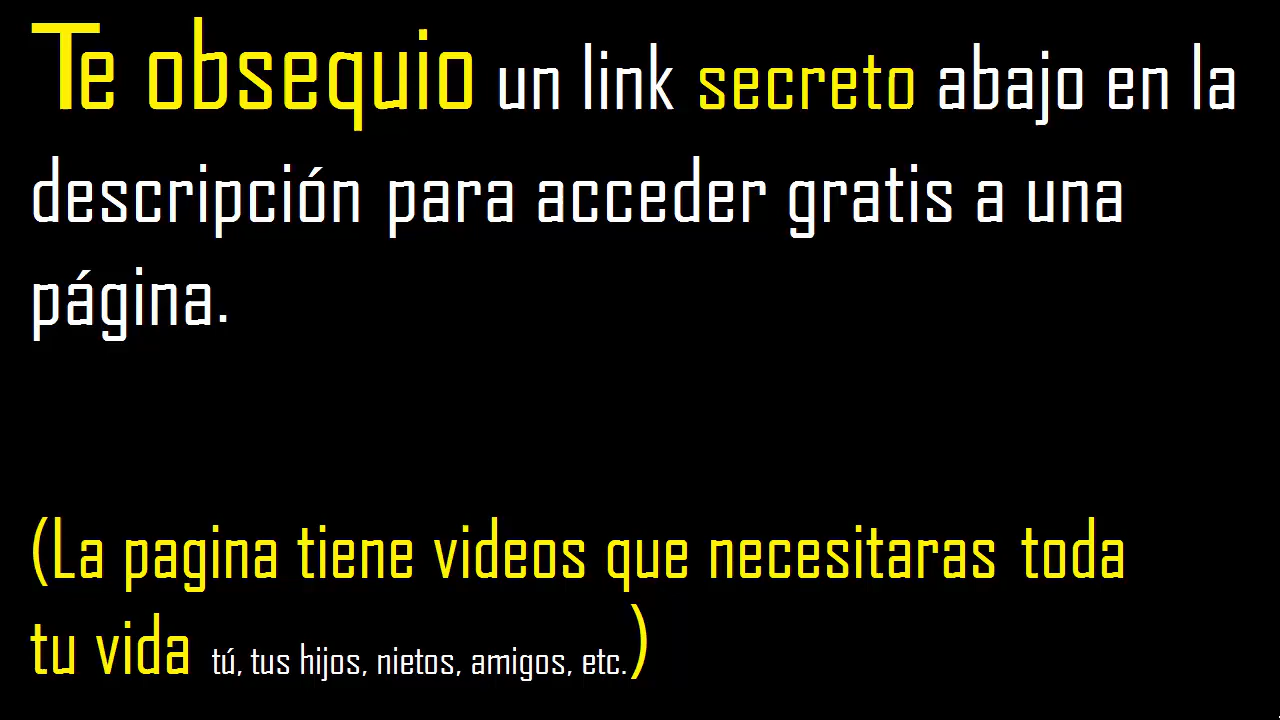 Te obsequio un link secreto abajo en la
descripción para acceder gratis a una
página.
(La pagina tiene videos que necesitaras toda
tu vida tú, tus hijos, nietos, amigos, etc.)